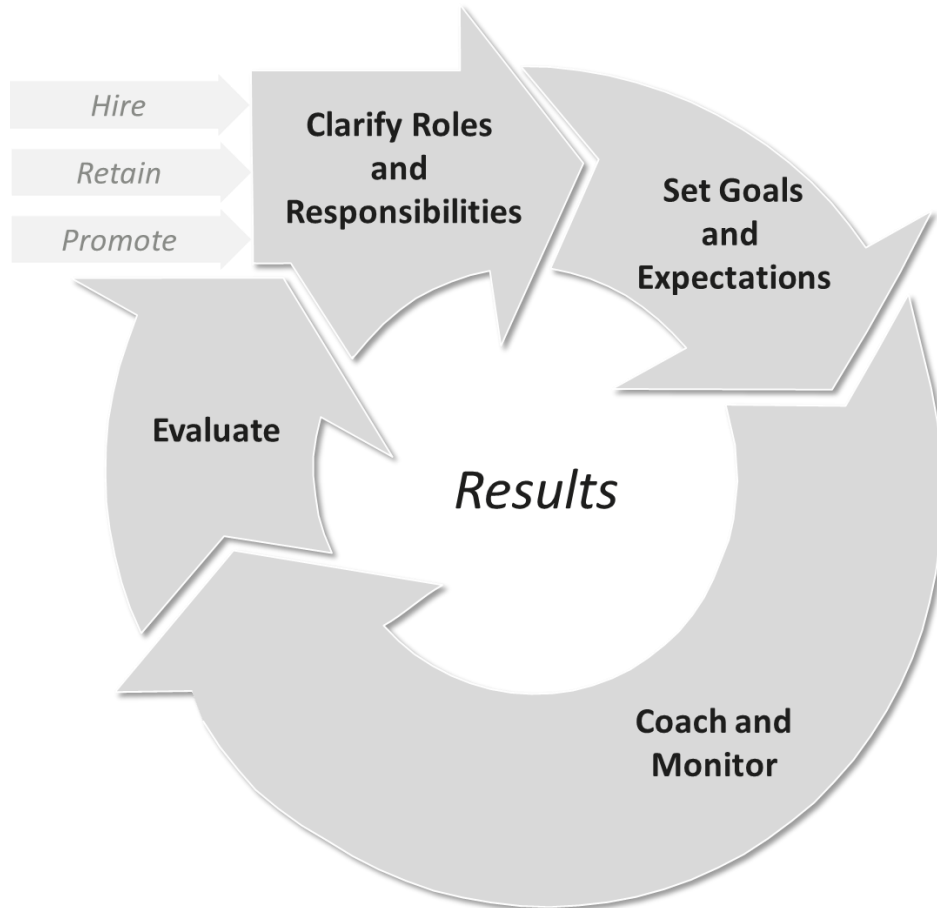 Hire
Retain
Promote
Clarify Roles
and
Responsibilities
Set Goals
and
Expectations
Evaluate
Results
Coach and
Monitor